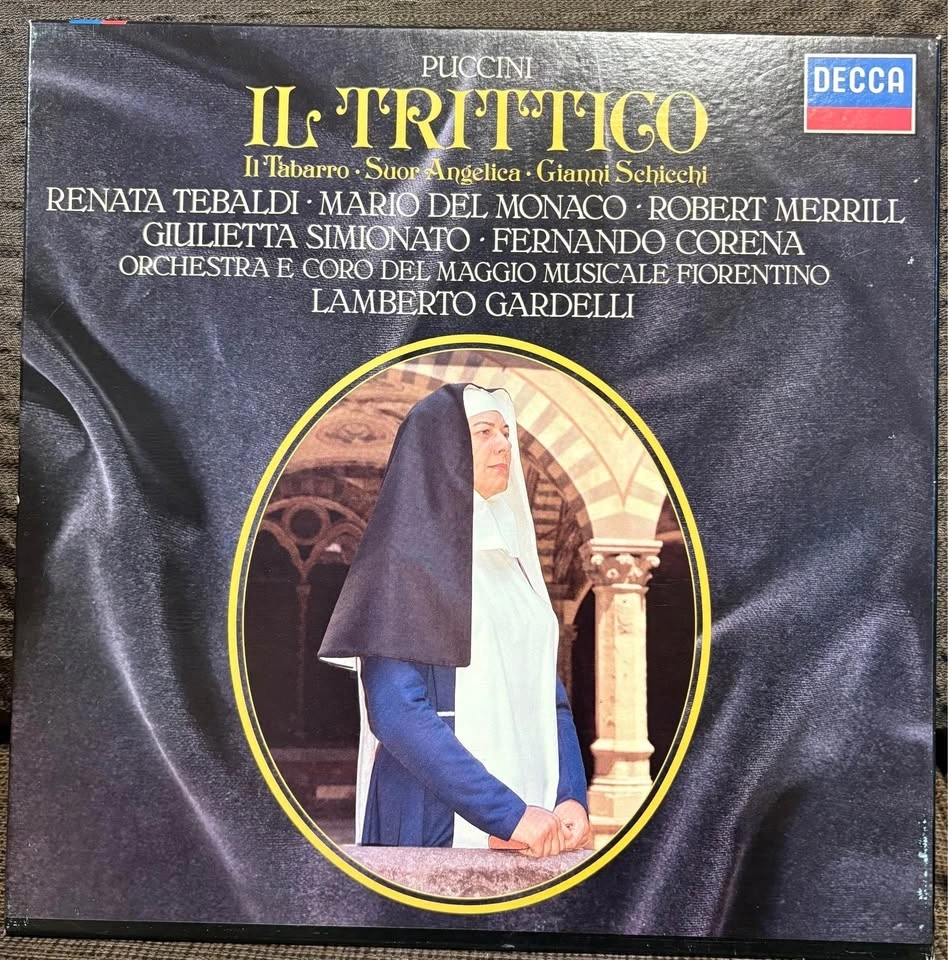 PUCCINI
DECCA
IL TRITTICO
Il Tabarro · Suor Angelica · Gianni Schicchi
RENATA TEBALDI · MARIO DEL MONACO · ROBERT MERRILL
GIULIETTA SIMIONATO · FERNANDO CORENA
ORCHESTRA E CORO DEL MAGGIO MUSICALE FIORENTINO
LAMBERTO GARDELLI